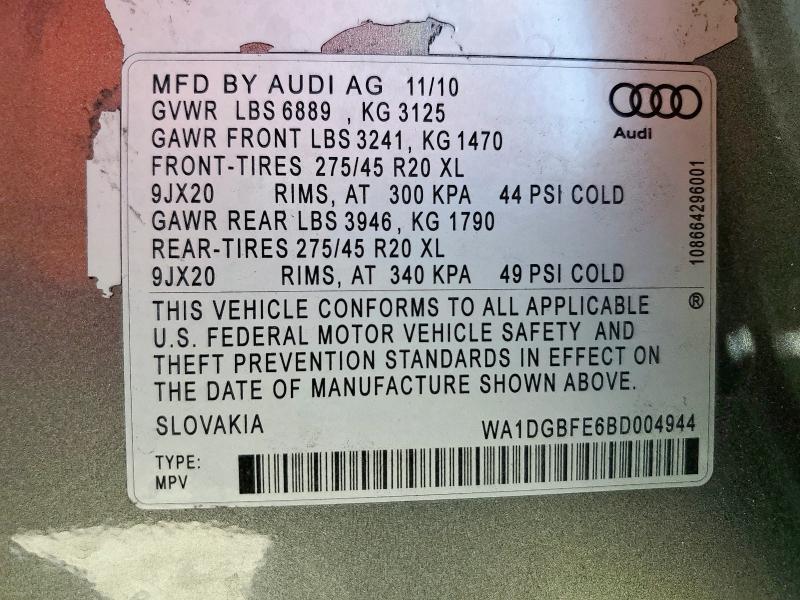 MFD BY AUDI AG 11/10
GVWR LBS 6889 , KG 3125
GAWR FRONT LBS 3241, KG 1470
Audi
FRONT-TIRES 275/45 R20 XL
9JX20 RIMS, AT 300 KPA 44 PSI COLD
GAWR REAR LBS 3946, KG 1790
REAR-TIRES 275/45 R20 XL
9JX20 RIMS, AT 340 KPA 49 PSI COLD
108664296001
®
THIS VEHICLE CONFORMS TO ALL APPLICABLE
U.S. FEDERAL MOTOR VEHICLE SAFETY AND
THEFT PREVENTION STANDARDS IN EFFECT ON
THE DATE OF MANUFACTURE SHOWN ABOVE.
SLOVAKIA WA1DGBFE6BD004944
TYPE:
MPV